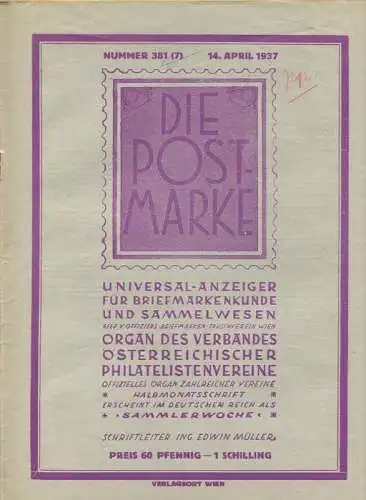 NUMMER 381 (7) 14. APRIL 1937
DIE
POST-
MARKE
UNIVERSAL-ANZEIGER
FÜR BRIEFMARKENKUNDE
UND SAMMELWESEN
ORGAN DES VERBANDES
ÖSTERREICHISCHER
PHILATELISTENVEREINE
OFFIZIELLES ORGAN ZAHLREICHER VEREINE
* HALBMONATSSCHRIFT *
ERSCHEINT IM DEUTSCHEN REICH ALS
* »SAMMLERWOCHE« *
SCHRIFTLEITER ING. EDWIN MÜLLER
PREIS 60 PFENNIG — 1 SCHILLING
VERLAGSORT WIEN